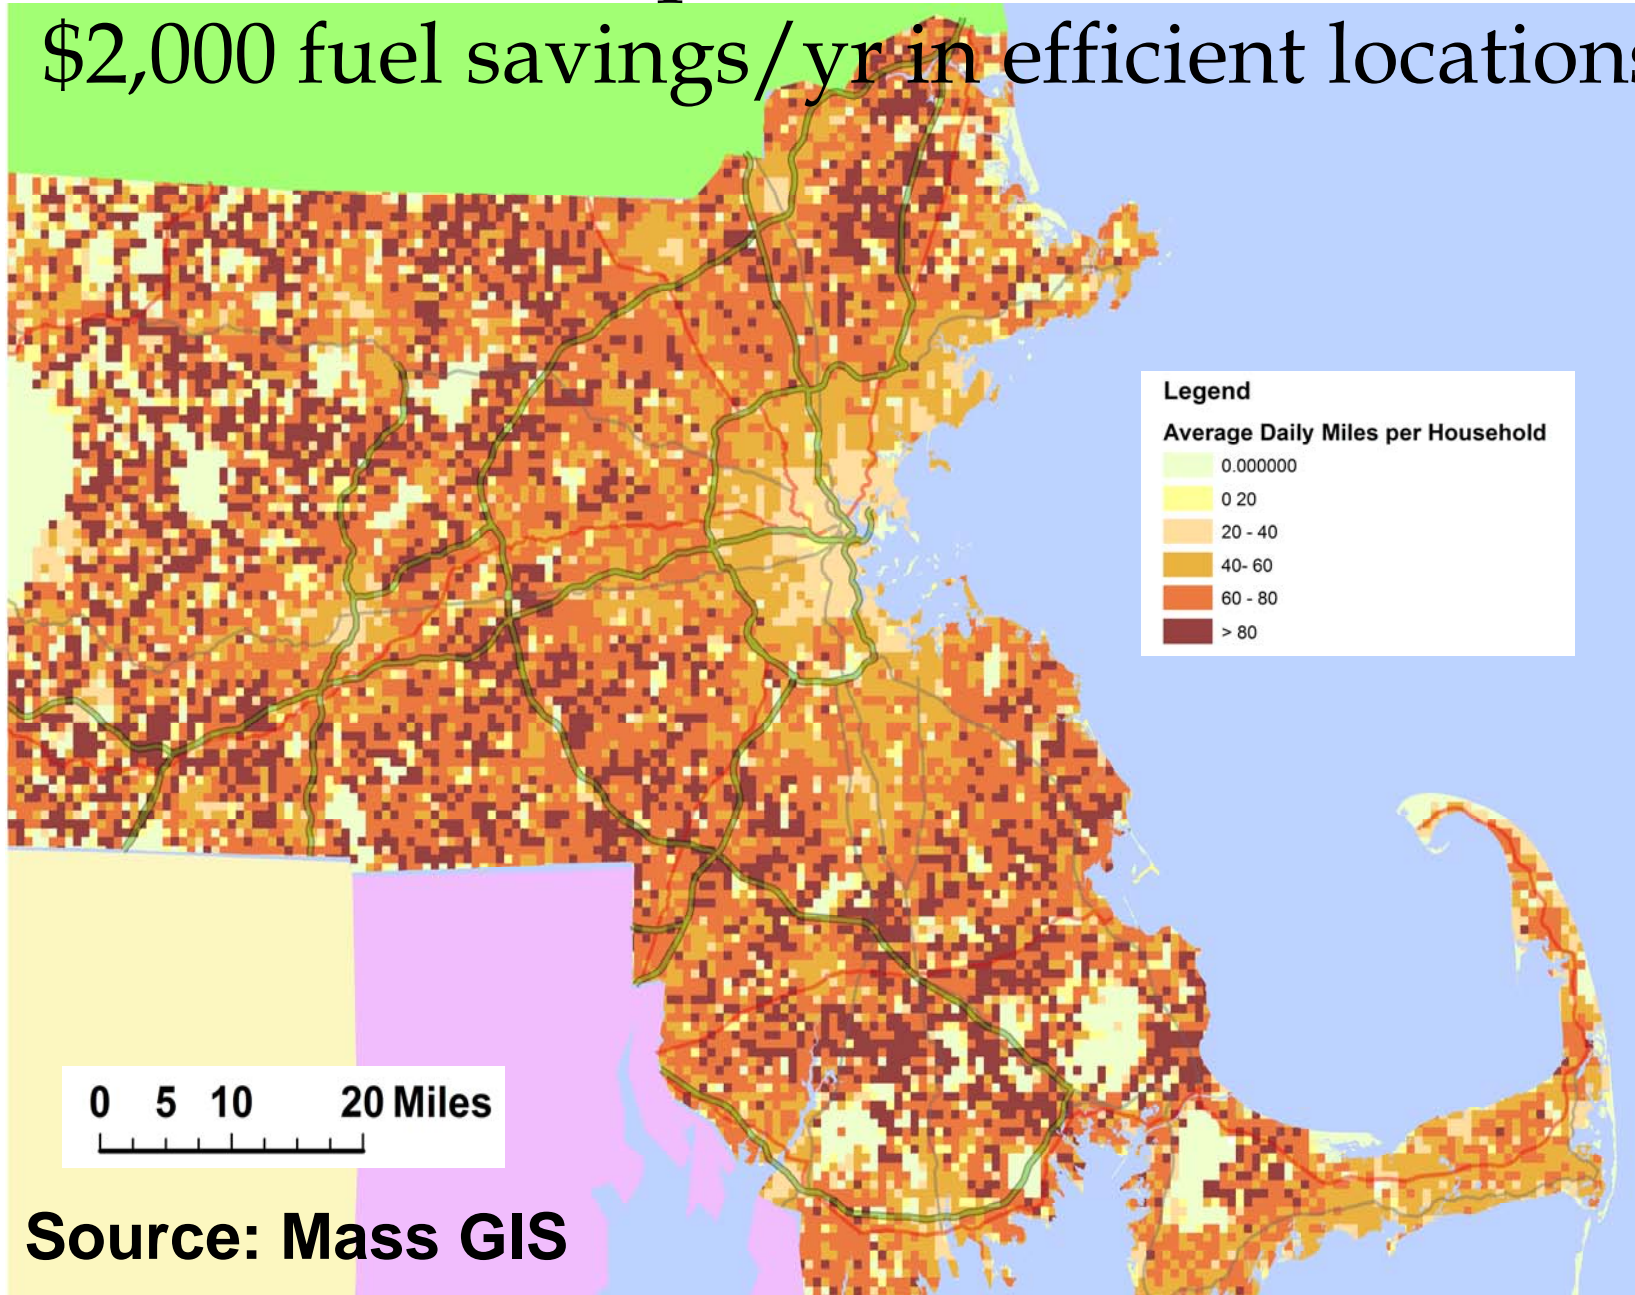 $2,000 fuel savings/yr in efficient locations
Legend
Average Daily Miles per Household
0.000000
0 20
20 - 40
40- 60
60 - 80
> 80
0 5 10 20 Miles
Source: Mass GIS